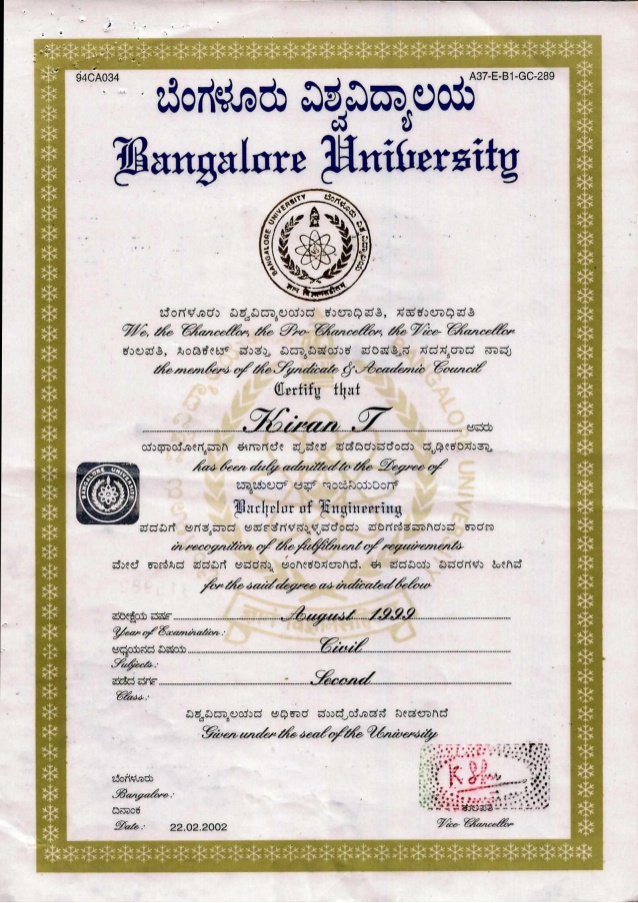 94CA034
A37-E-B1-GC-289
ಬೆಂಗಳೂರು ವಿಶ್ವವಿದ್ಯಾಲಯ
Bangalore University
BANGALORE UNIVERSITY ಬೆಂಗಳೂರು ವಿಶ್ವವಿದ್ಯಾಲಯ
ಬೆಂಗಳೂರು ವಿಶ್ವವಿದ್ಯಾಲಯದ ಕುಲಾಧಿಪತಿ, ಸಹಕುಲಾಧಿಪತಿ
We, the Chancellor, the Pro-Chancellor, the Vice-Chancellor
ಕುಲಪತಿ, ಸಿಂಡಿಕೇಟ್ ಮತ್ತು ವಿದ್ಯಾವಿಷಯಕ ಪರಿಷತ್ತಿನ ಸದಸ್ಯರಾದ ನಾವು
the members of the Syndicate & Academic Council
Certify that
Kiran T ಅವರು
ಯಥಾಯೋಗ್ಯವಾಗಿ ಈಗಾಗಲೇ ಪ್ರವೇಶ ಪಡೆದಿರುವರೆಂದು ದೃಢೀಕರಿಸುತ್ತಾ
has been duly admitted to the Degree of
ಬ್ಯಾಚುಲರ್ ಆಫ್ ಇಂಜಿನಿಯರಿಂಗ್
Bachelor of Engineering
BANGALORE UNIVERSITY
ಪದವಿಗೆ ಅಗತ್ಯವಾದ ಅರ್ಹತೆಗಳನ್ನುಳ್ಳವರೆಂದು ಪರಿಗಣಿತವಾಗಿರುವ ಕಾರಣ
in recognition of the fulfilment of requirements
ಮೇಲೆ ಕಾಣಿಸಿದ ಪದವಿಗೆ ಅವರನ್ನು ಅಂಗೀಕರಿಸಲಾಗಿದೆ. ಈ ಪದವಿಯ ವಿವರಗಳು ಹೀಗಿವೆ
for the said degree as indicated below
ಪರೀಕ್ಷೆಯ ವರ್ಷ August 1999
Year of Examination :
ಅಧ್ಯಯನದ ವಿಷಯ Civil
Subjects :
ಪಡೆದ ವರ್ಗ Second
Class :
ವಿಶ್ವವಿದ್ಯಾಲಯದ ಅಧಿಕಾರ ಮುದ್ರೆಯೊಡನೆ ನೀಡಲಾಗಿದೆ
Given under the seal of the University
ಬೆಂಗಳೂರು
Bangalore :
ದಿನಾಂಕ
Date : 22.02.2002
ಕುಲಪತಿ
Vice-Chancellor